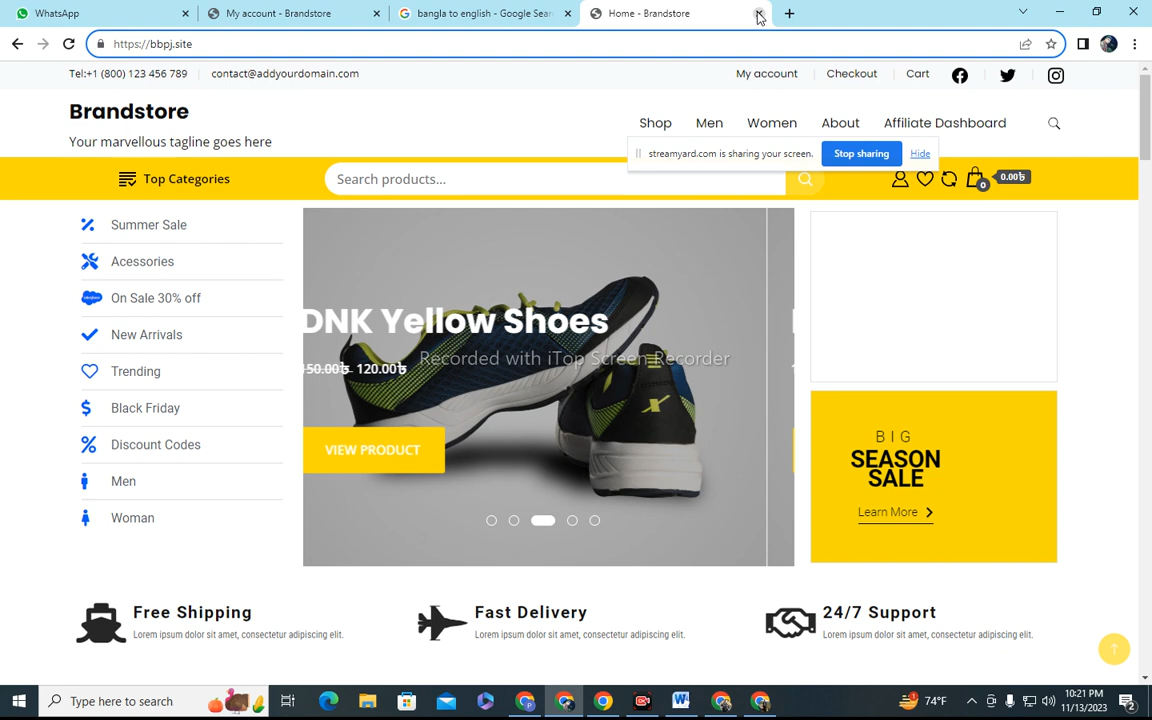 WhatsApp
My account - Brandstore
bangla to english - Google Sear
Home - Brandstore
https://bbpj.site
Tel:+1 (800) 123 456 789
contact@addyourdomain.com
My account
Checkout
Cart
Brandstore
Your marvellous tagline goes here
Shop
Men
Women
About
Affiliate Dashboard
streamyard.com is sharing your screen.
Stop sharing
Hide
Top Categories
Search products...
0
0.00৳
Summer Sale
Acessories
On Sale 30% off
New Arrivals
Trending
Black Friday
Discount Codes
Men
Woman
DNK Yellow Shoes
150.00৳ 120.00৳
Recorded with iTop Screen Recorder
VIEW PRODUCT
BIG
SEASON
SALE
Learn More
Free Shipping
Lorem ipsum dolor sit amet, consectetur adipiscing elit.
Fast Delivery
Lorem ipsum dolor sit amet, consectetur adipiscing elit.
24/7 Support
Lorem ipsum dolor sit amet, consectetur adipiscing elit.
Type here to search
74°F
10:21 PM
11/13/2023
2